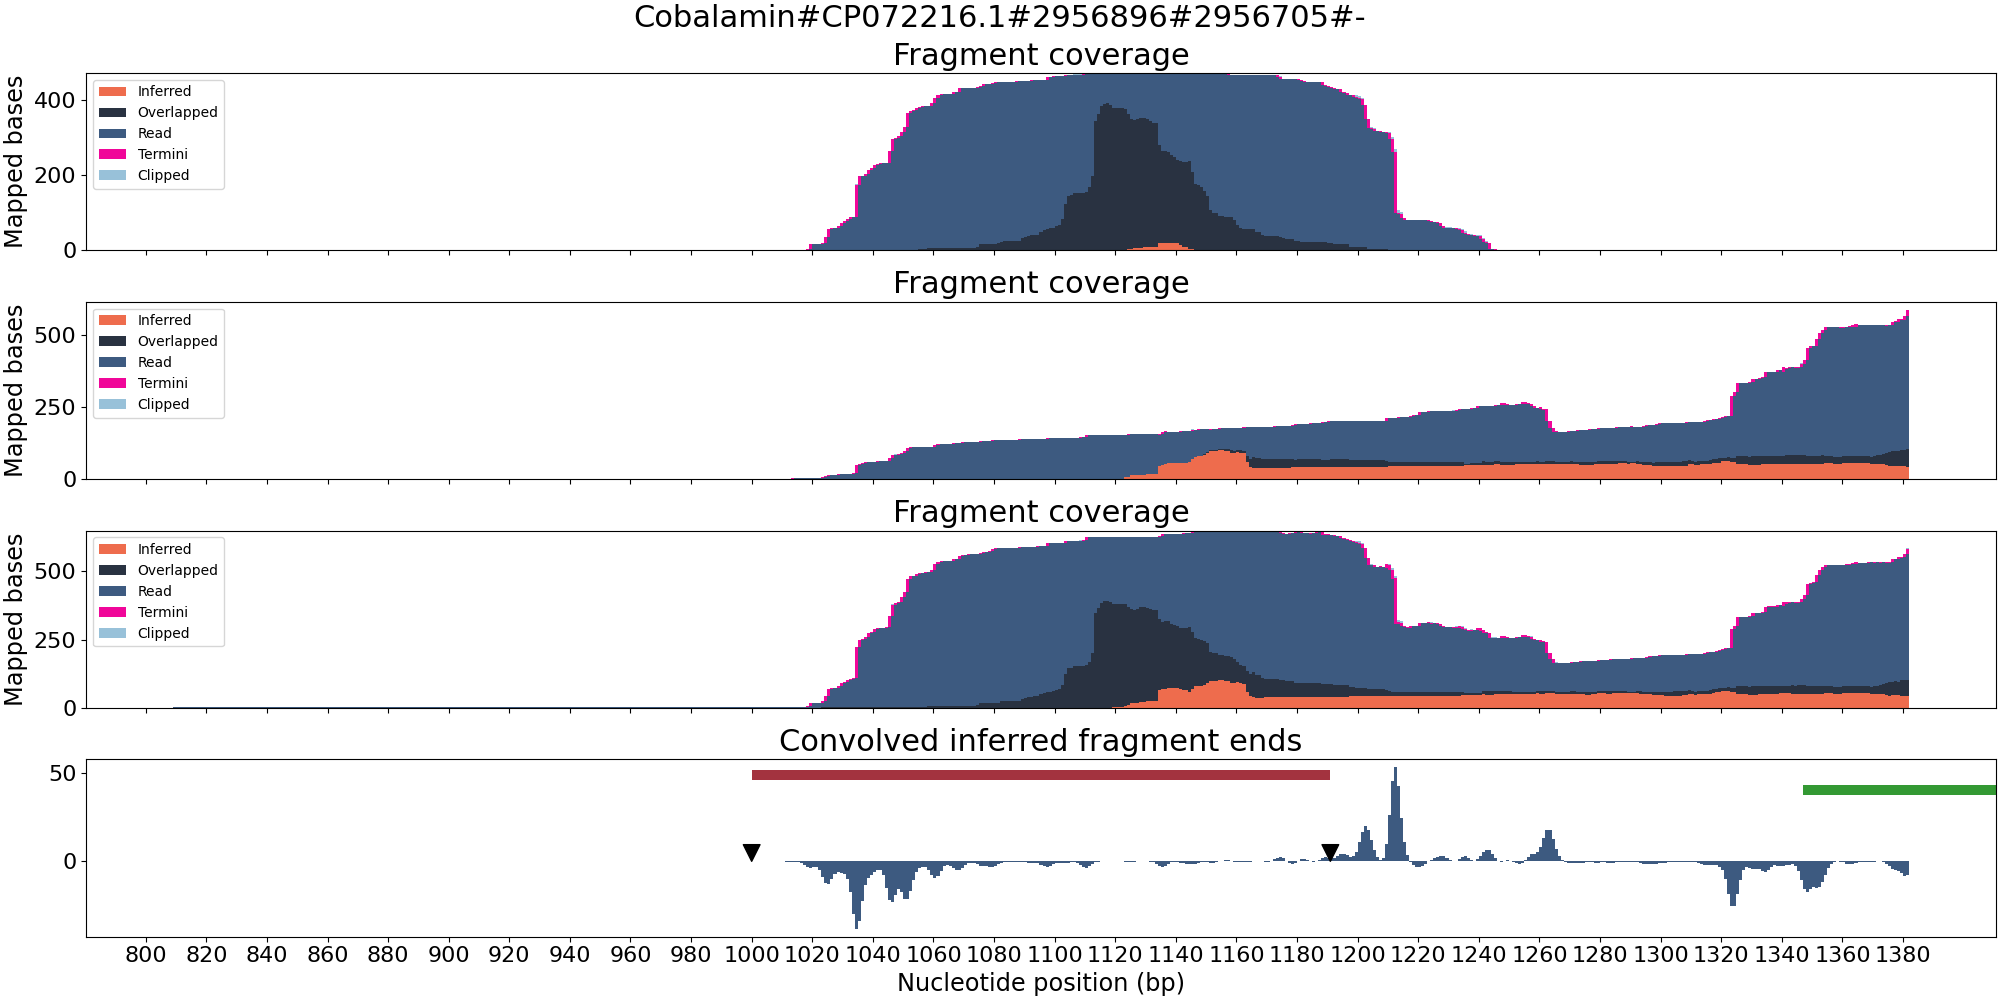 Cobalamin#CP072216.1#2956896#2956705#-
Fragment coverage
Mapped bases
400
200
0
Inferred
Overlapped
Read
Termini
Clipped
Fragment coverage
Mapped bases
500
250
0
Inferred
Overlapped
Read
Termini
Clipped
Fragment coverage
Mapped bases
500
250
0
Inferred
Overlapped
Read
Termini
Clipped
Convolved inferred fragment ends
50
0
800 820 840 860 880 900 920 940 960 980 1000 1020 1040 1060 1080 1100 1120 1140 1160 1180 1200 1220 1240 1260 1280 1300 1320 1340 1360 1380
Nucleotide position (bp)